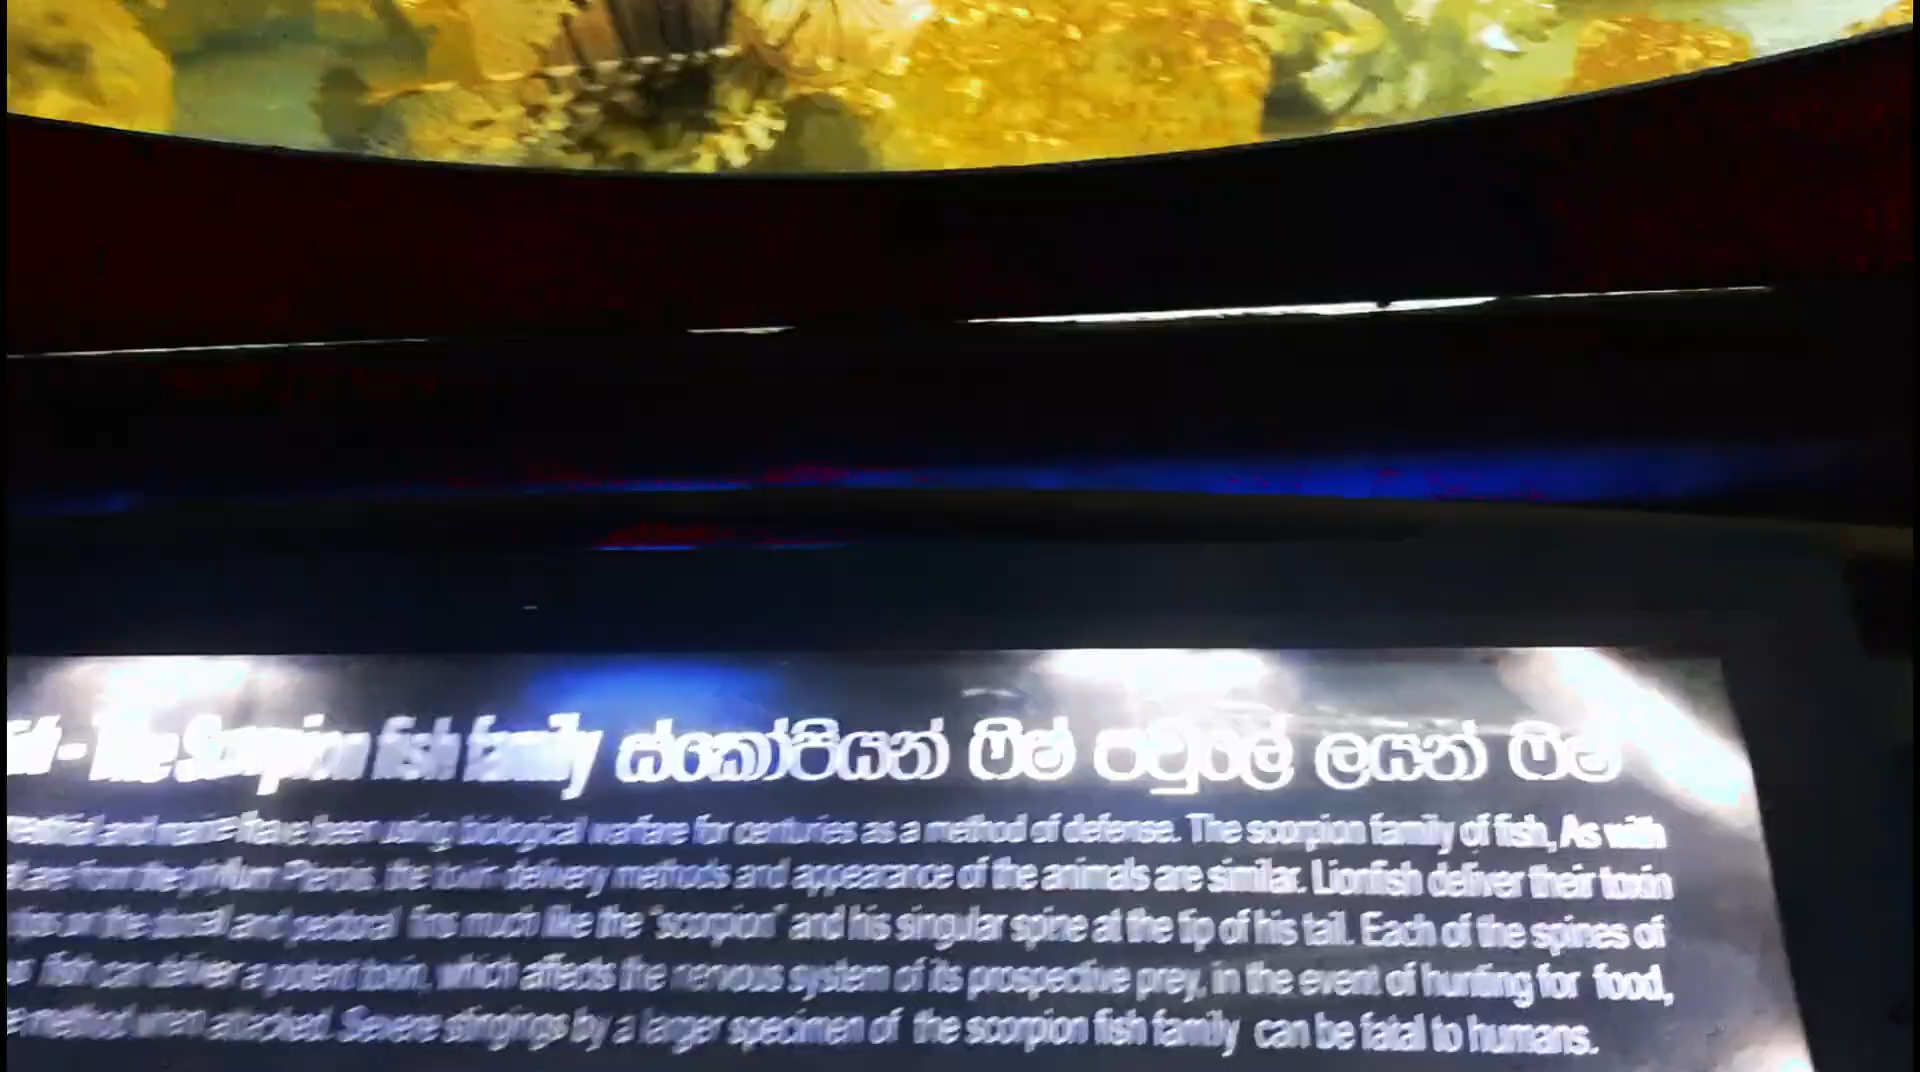 - The Scorpion fish family ස්කෝපියන් ෆිෂ් පවුලේ ලයන් ෆිෂ්
and marine have been using biological warfare for centuries as a method of defense. The scorpion family of fish, As with
are from the phyllum Pterois, the toxin delivery methods and appearance of the animals are similar. Lionfish deliver their toxin
on the dorsal and pectoral fins much like the "scorpion" and his singular spine at the tip of his tail. Each of the spines of
fish can deliver a potent toxin, which affects the nervous system of its prospective prey, in the event of hunting for food,
method when attacked. Severe stingings by a larger specimen of the scorpion fish family can be fatal to humans.